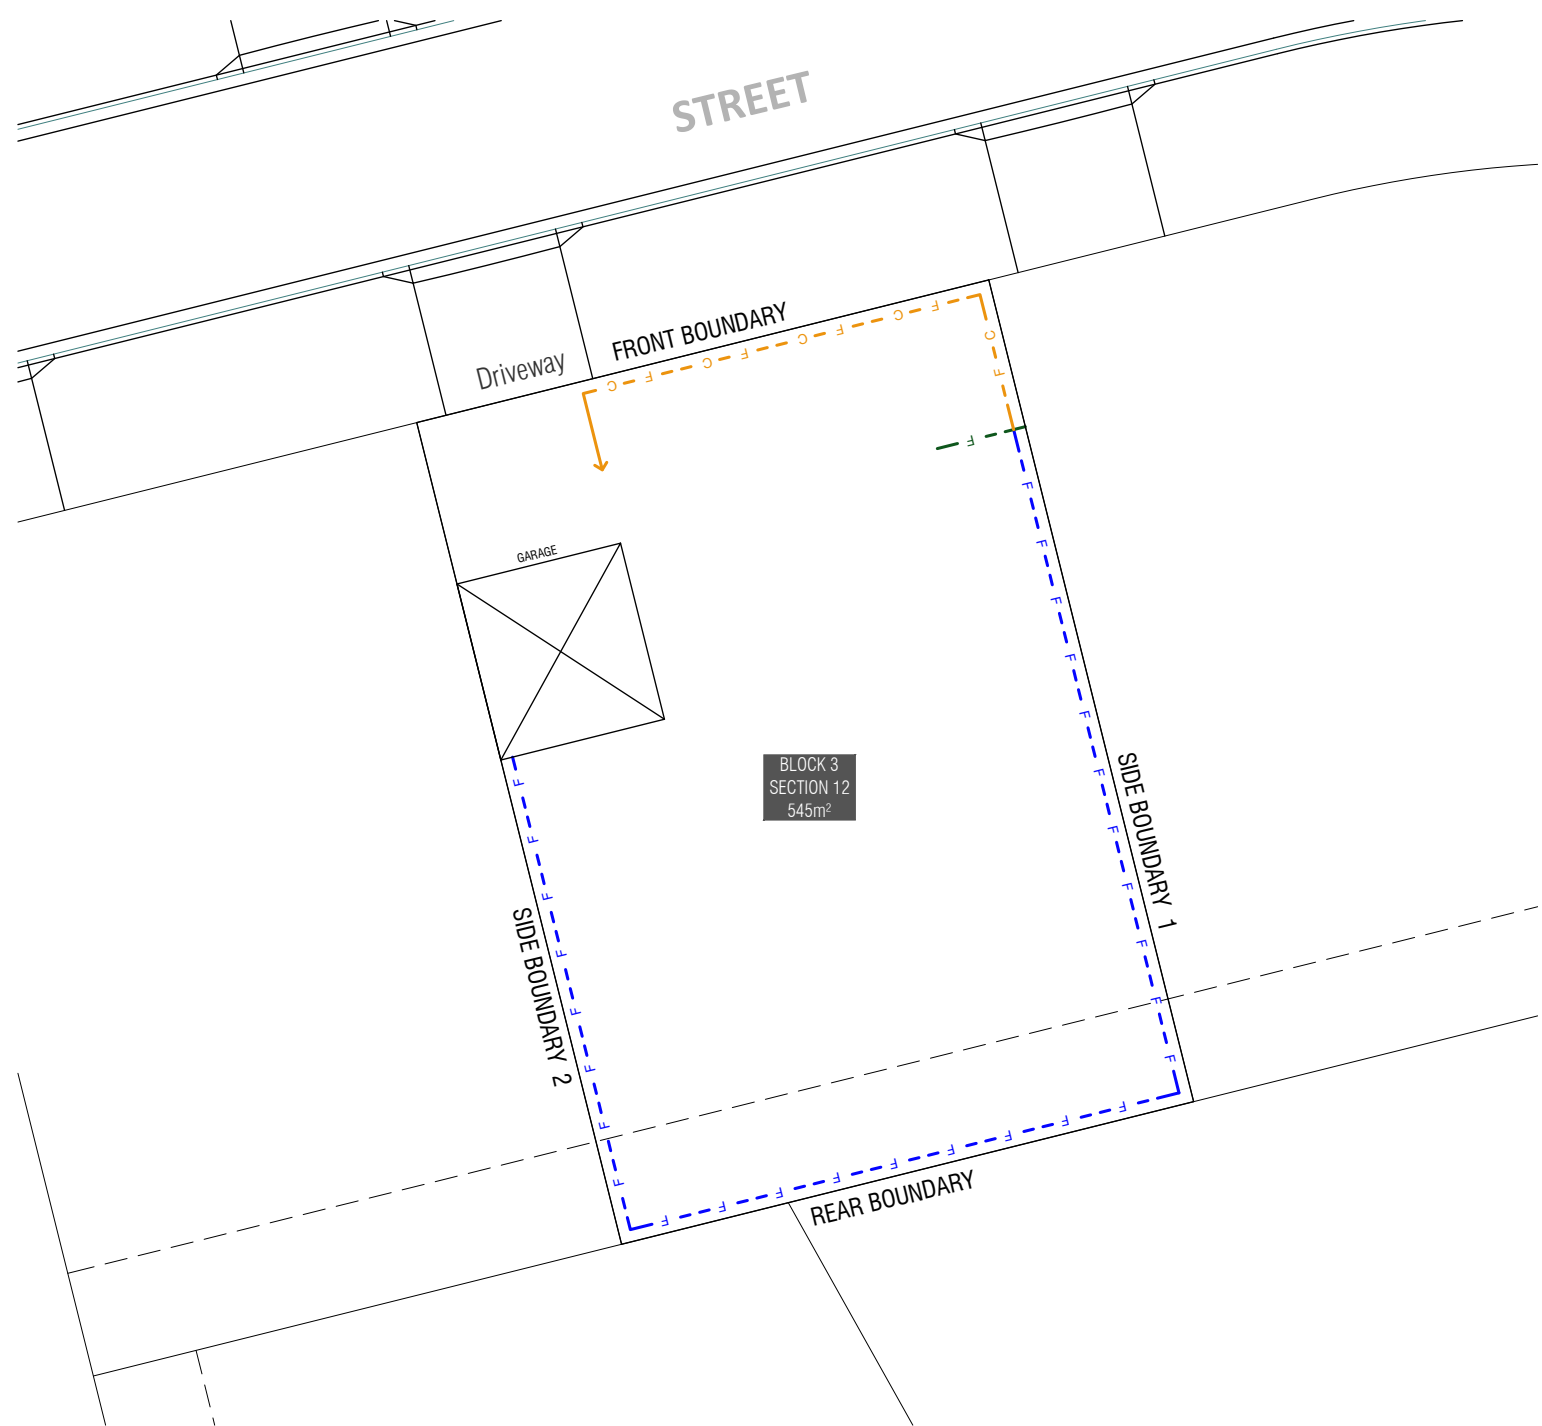 STREET
FRONT BOUNDARY
Driveway
C F C F C F C F
C
F
F
GARAGE
F
F
F
F
F
F
F
F
F
F
F
BLOCK 3
SECTION 12
545m²
SIDE BOUNDARY 1
F
F
F
F
F
F
F
F
SIDE BOUNDARY 2
F F F F F F F F F
REAR BOUNDARY